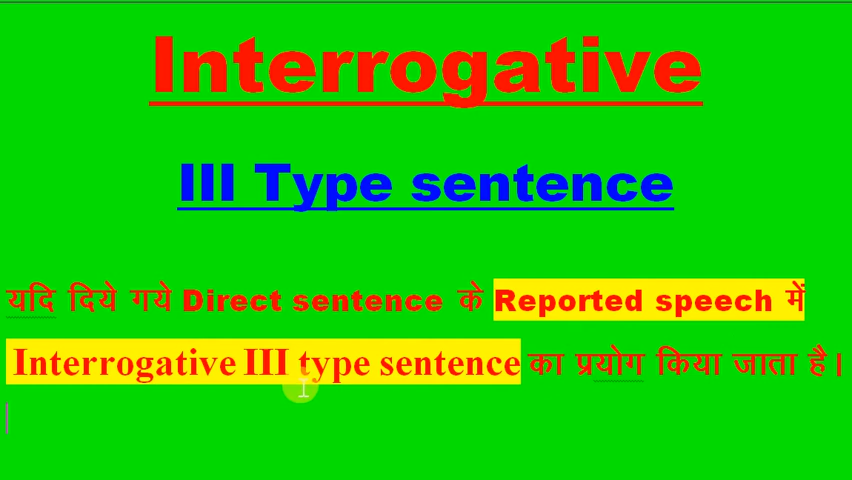 Interrogative
III Type sentence
यदि दिये गये Direct sentence के Reported speech में
Interrogative III type sentence का प्रयोग किया जाता है।